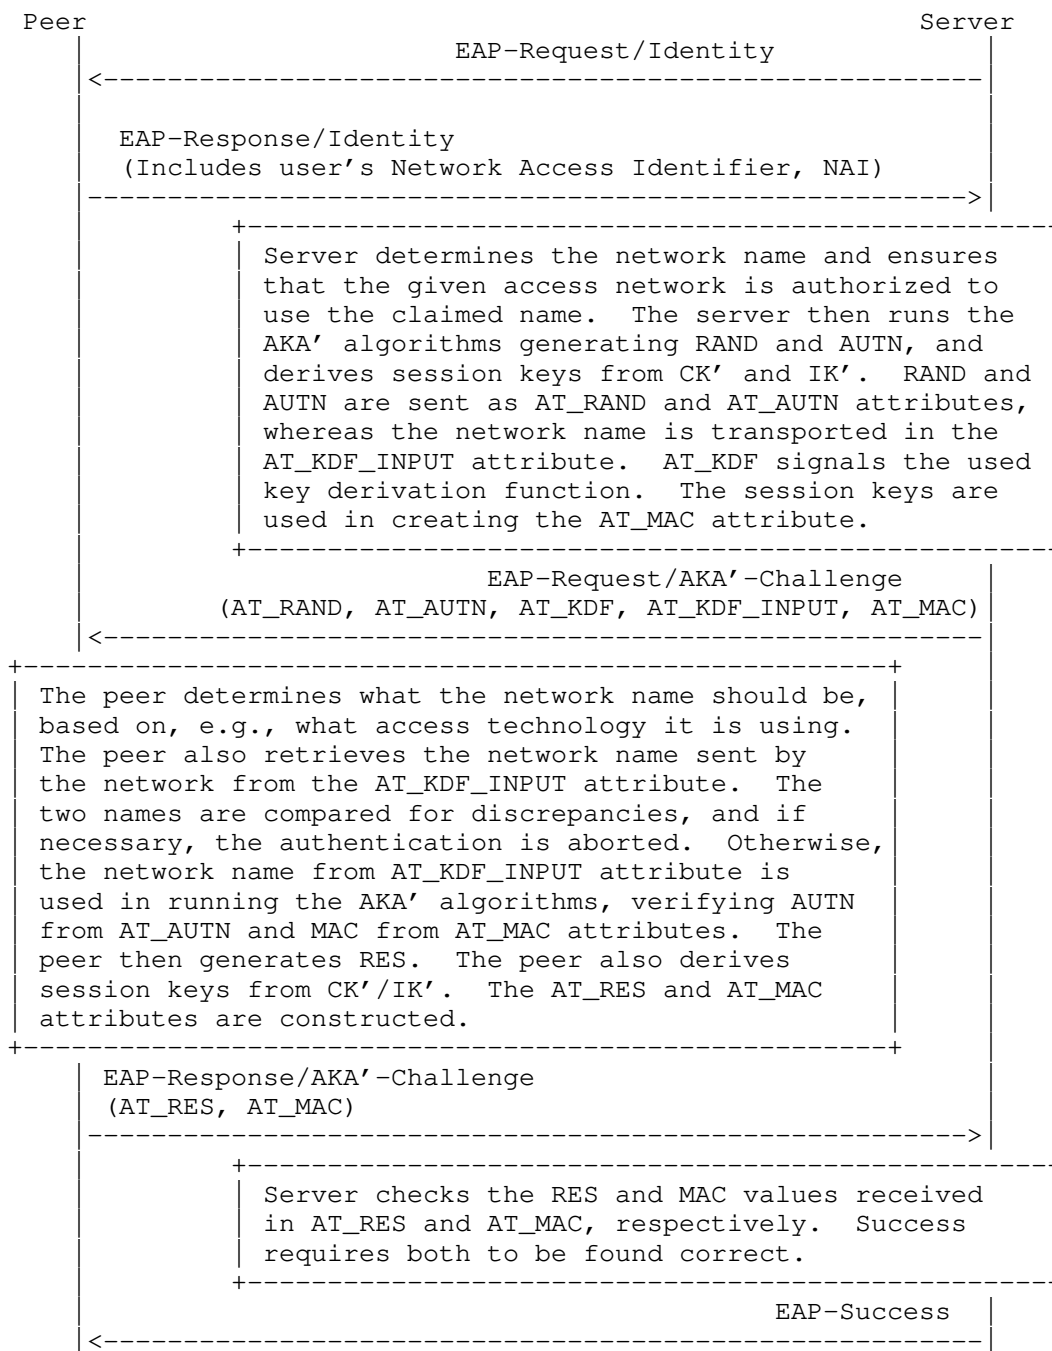 Peer Server
EAP-Request/Identity
EAP-Response/Identity
(Includes user's Network Access Identifier, NAI)
Server determines the network name and ensures
that the given access network is authorized to
use the claimed name. The server then runs the
AKA' algorithms generating RAND and AUTN, and
derives session keys from CK' and IK'. RAND and
AUTN are sent as AT_RAND and AT_AUTN attributes,
whereas the network name is transported in the
AT_KDF_INPUT attribute. AT_KDF signals the used
key derivation function. The session keys are
used in creating the AT_MAC attribute.
EAP-Request/AKA'-Challenge
(AT_RAND, AT_AUTN, AT_KDF, AT_KDF_INPUT, AT_MAC)
The peer determines what the network name should be,
based on, e.g., what access technology it is using.
The peer also retrieves the network name sent by
the network from the AT_KDF_INPUT attribute. The
two names are compared for discrepancies, and if
necessary, the authentication is aborted. Otherwise,
the network name from AT_KDF_INPUT attribute is
used in running the AKA' algorithms, verifying AUTN
from AT_AUTN and MAC from AT_MAC attributes. The
peer then generates RES. The peer also derives
session keys from CK'/IK'. The AT_RES and AT_MAC
attributes are constructed.
EAP-Response/AKA'-Challenge
(AT_RES, AT_MAC)
Server checks the RES and MAC values received
in AT_RES and AT_MAC, respectively. Success
requires both to be found correct.
EAP-Success